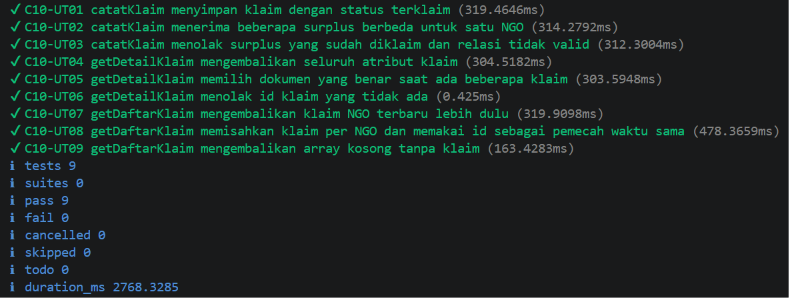 ✓ C10-UT01 catatKlaim menyimpan klaim dengan status terklaim (319.4646ms)
✓ C10-UT02 catatKlaim menerima beberapa surplus berbeda untuk satu NGO (314.2792ms)
✓ C10-UT03 catatKlaim menolak surplus yang sudah diklaim dan relasi tidak valid (312.3004ms)
✓ C10-UT04 getDetailKlaim mengembalikan seluruh atribut klaim (304.5182ms)
✓ C10-UT05 getDetailKlaim memilih dokumen yang benar saat ada beberapa klaim (303.5948ms)
✓ C10-UT06 getDetailKlaim menolak id klaim yang tidak ada (0.425ms)
✓ C10-UT07 getDaftarKlaim mengembalikan klaim NGO terbaru lebih dulu (319.9098ms)
✓ C10-UT08 getDaftarKlaim memisahkan klaim per NGO dan memakai id sebagai pemecah waktu sama (478.3659ms)
✓ C10-UT09 getDaftarKlaim mengembalikan array kosong tanpa klaim (163.4283ms)
ℹ tests 9
ℹ suites 0
ℹ pass 9
ℹ fail 0
ℹ cancelled 0
ℹ skipped 0
ℹ todo 0
ℹ duration_ms 2768.3285